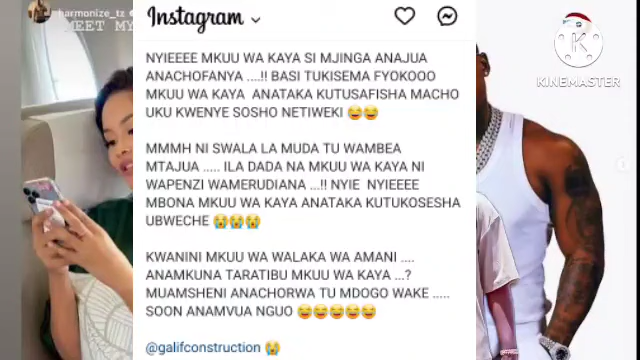 harmonize_tz
MEET MY
Instagram
NYIEEEE MKUU WA KAYA SI MJINGA ANAJUA
ANACHOFANYA ....!! BASI TUKISEMA FYOKOOO
MKUU WA KAYA ANATAKA KUTUSAFISHA MACHO
UKU KWENYE SOSHO NETIWEKI 😂😂
MMMH NI SWALA LA MUDA TU WAMBEA
MTAJUA ..... ILA DADA NA MKUU WA KAYA NI
WAPENZI WAMERUDIANA ...!! NYIE NYIEEEE
MBONA MKUU WA KAYA ANATAKA KUTUKOSESHA
UBWECHE 😭😭😭
KWANINI MKUU WA WALAKA WA AMANI ....
ANAMKUNA TARATIBU MKUU WA KAYA ...?
MUAMSHENI ANACHORWA TU MDOGO WAKE .....
SOON ANAMVUA NGUO 😂😂😂😂😂
@galifconstruction 😭
KINEMASTER